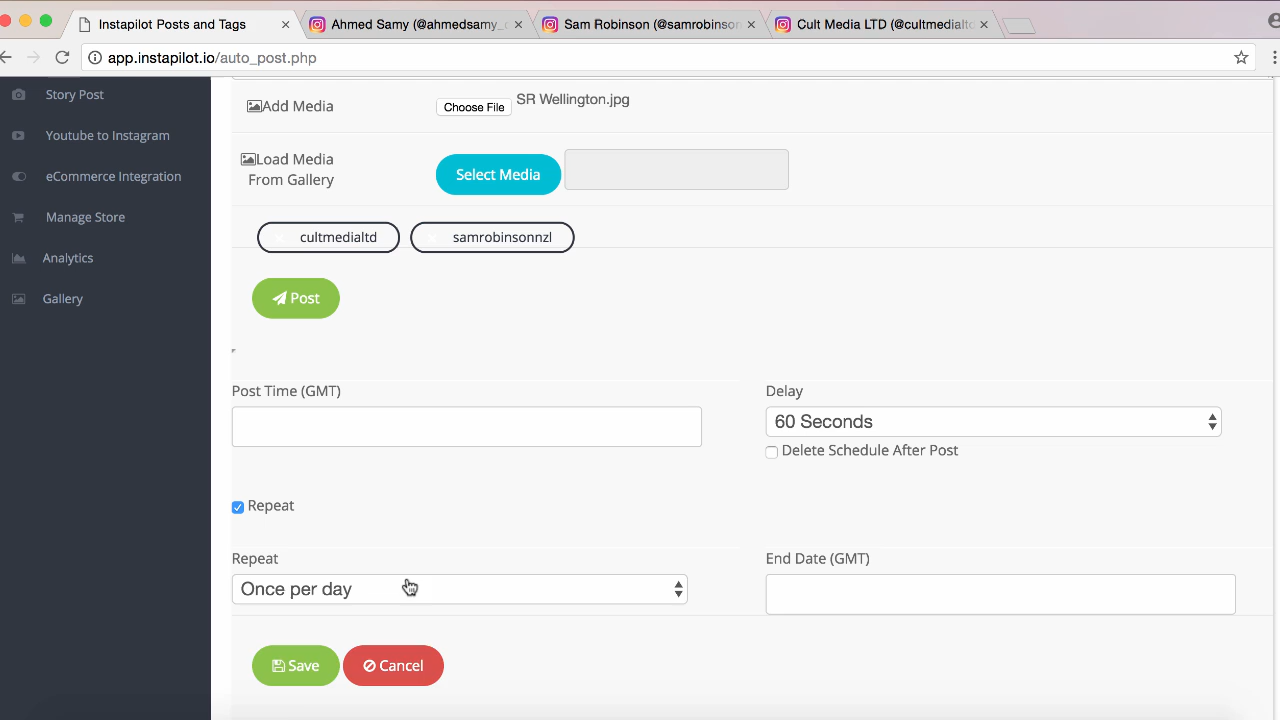 Instapilot Posts and Tags
Ahmed Samy (@ahmedsamy_
Sam Robinson (@samrobinson
Cult Media LTD (@cultmedialt
app.instapilot.io/auto_post.php
Story Post
Youtube to Instagram
eCommerce Integration
Manage Store
Analytics
Gallery
Add Media
Choose File SR Wellington.jpg
Load Media
From Gallery
Select Media
cultmedialtd
samrobinsonnzl
Post
Post Time (GMT)
Delay
60 Seconds
Delete Schedule After Post
Repeat
Repeat
Once per day
End Date (GMT)
Save
Cancel